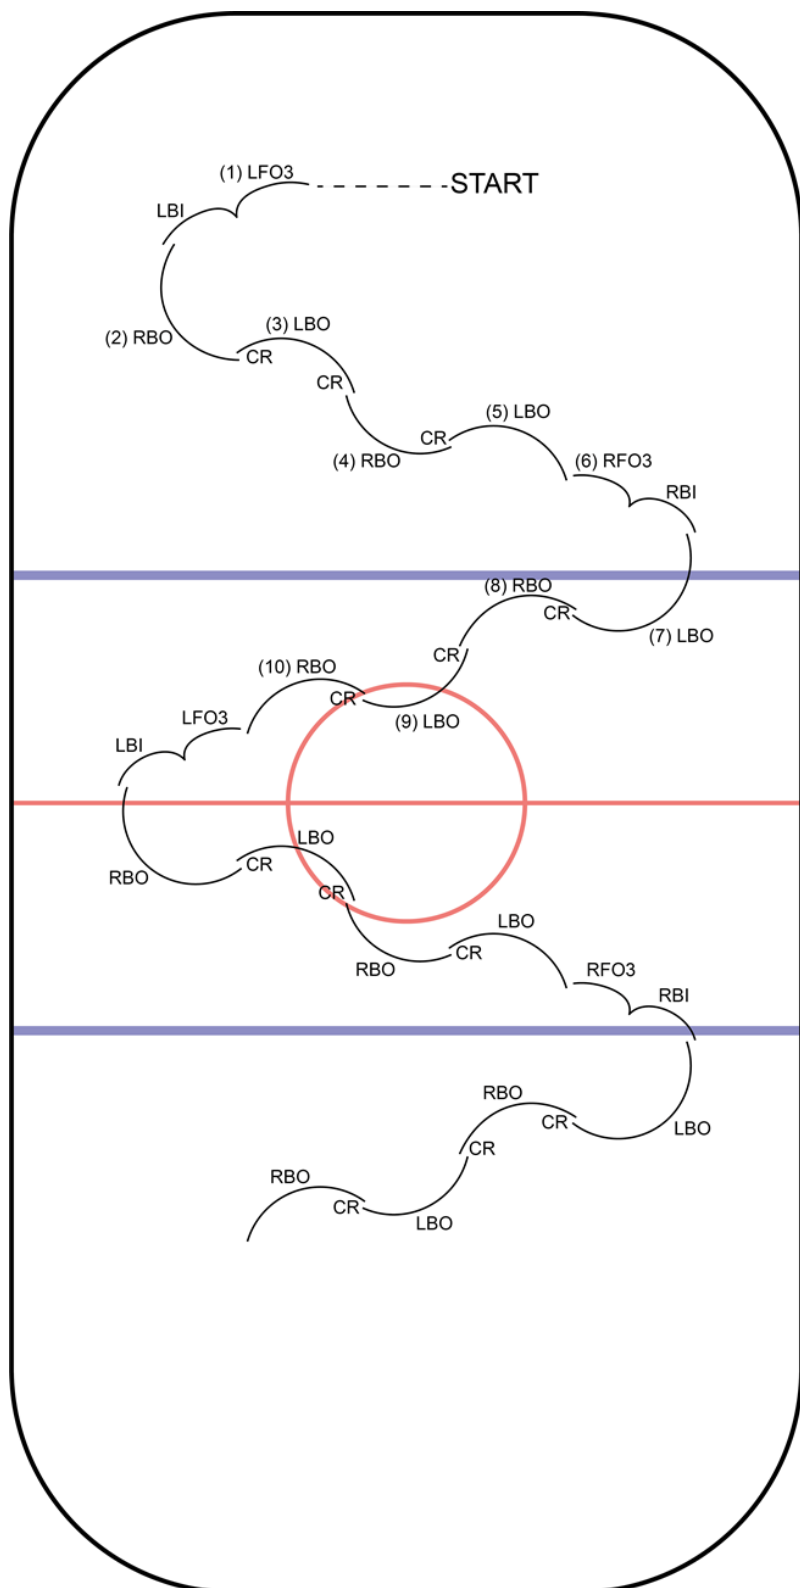 (1) LFO3
START
LBI
(2) RBO
(3) LBO
CR
CR
(4) RBO
CR
(5) LBO
(6) RFO3
RBI
(7) LBO
(8) RBO
CR
CR
(9) LBO
(10) RBO
CR
LFO3
LBI
RBO
CR
LBO
CR
RBO
CR
LBO
RFO3
RBI
LBO
RBO
CR
CR
LBO
RBO
CR